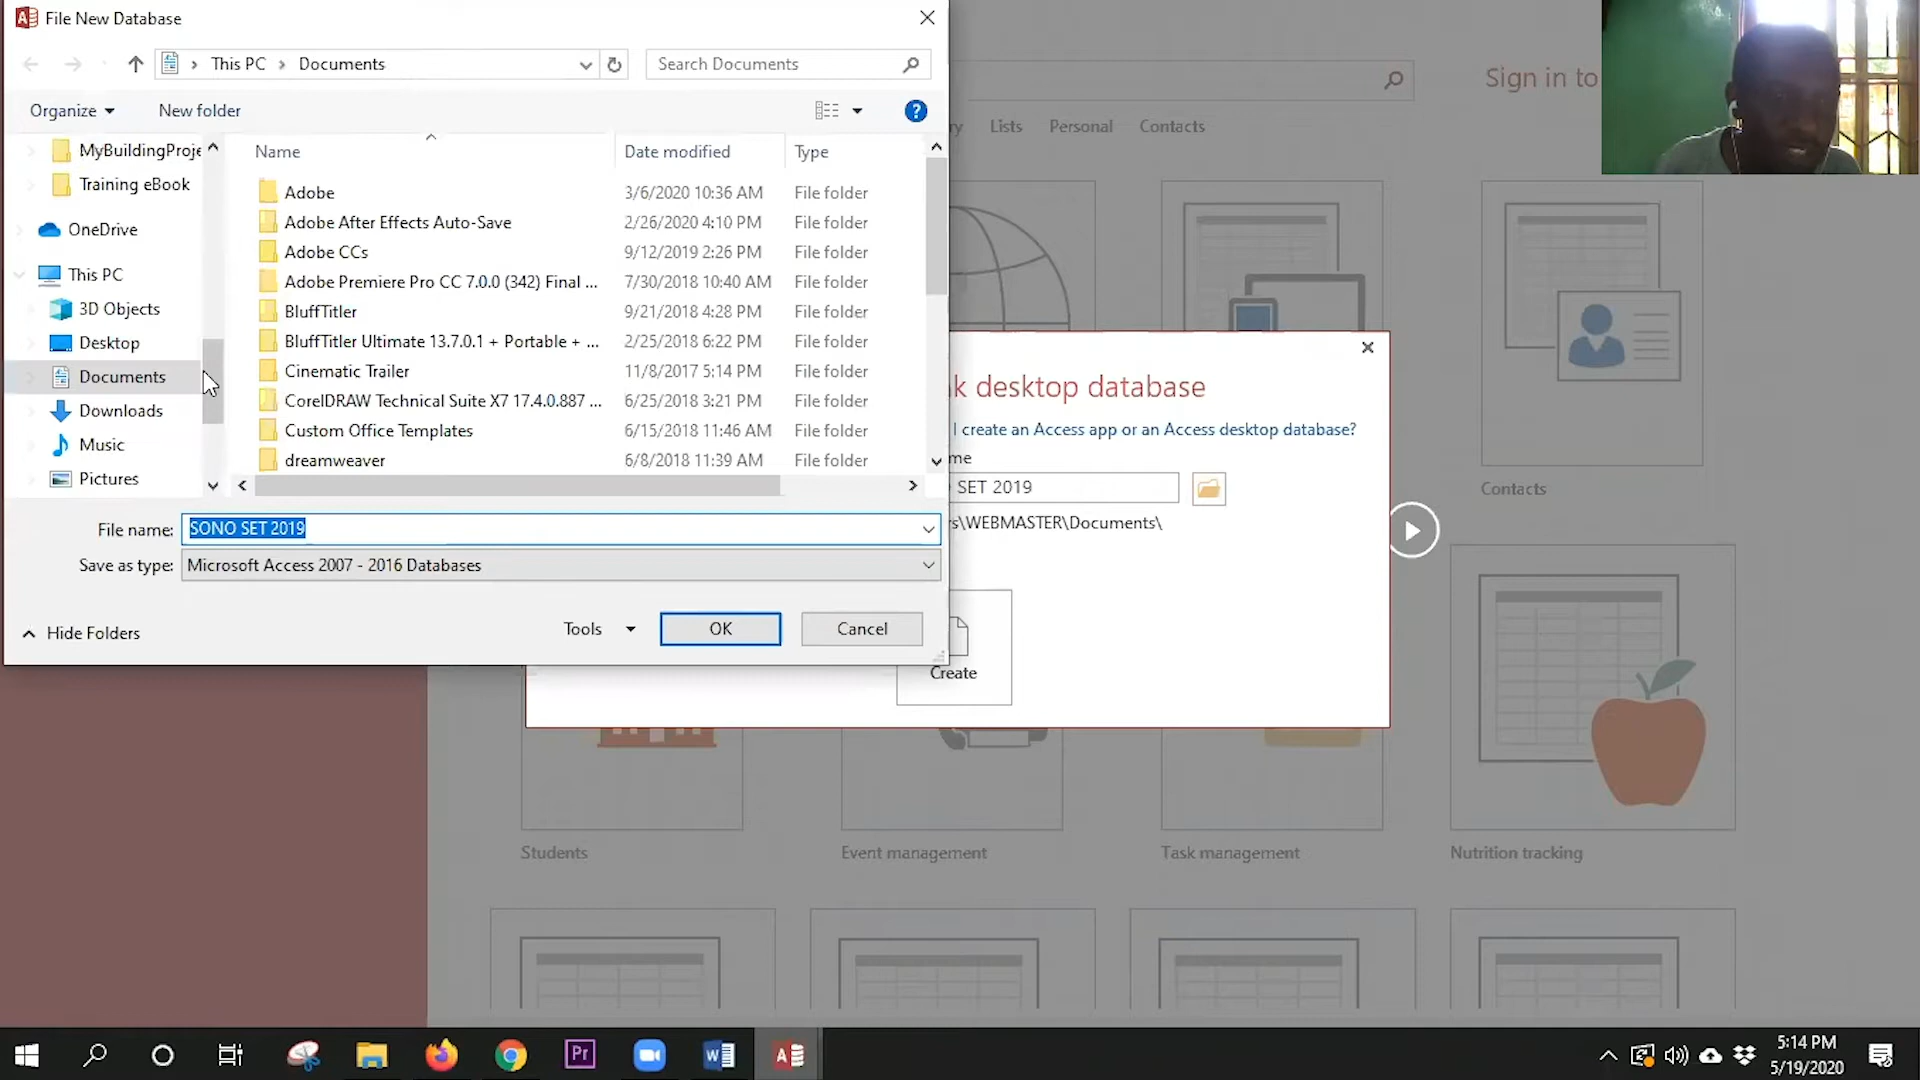 File New Database
This PC > Documents
Search Documents
Sign in to
Organize
New folder
?
Lists Personal Contacts
MyBuildingProje
Training eBook
OneDrive
This PC
3D Objects
Desktop
Documents
Downloads
Music
Pictures
Name Date modified Type
Adobe 3/6/2020 10:36 AM File folder
Adobe After Effects Auto-Save 2/26/2020 4:10 PM File folder
Adobe CCs 9/12/2019 2:26 PM File folder
Adobe Premiere Pro CC 7.0.0 (342) Final ... 7/30/2018 10:40 AM File folder
BluffTitler 9/21/2018 4:28 PM File folder
BluffTitler Ultimate 13.7.0.1 + Portable + ... 2/25/2018 6:22 PM File folder
Cinematic Trailer 11/8/2017 5:14 PM File folder
CorelDRAW Technical Suite X7 17.4.0.887 ... 6/25/2018 3:21 PM File folder
Custom Office Templates 6/15/2018 11:46 AM File folder
dreamweaver 6/8/2018 11:39 AM File folder
File name: SONO SET 2019
Save as type: Microsoft Access 2007 - 2016 Databases
Hide Folders
Tools
OK
Cancel
k desktop database
I create an Access app or an Access desktop database?
me
SET 2019
s\WEBMASTER\Documents\
Create
Contacts
Students
Event management
Task management
Nutrition tracking
Pr
5:14 PM
5/19/2020